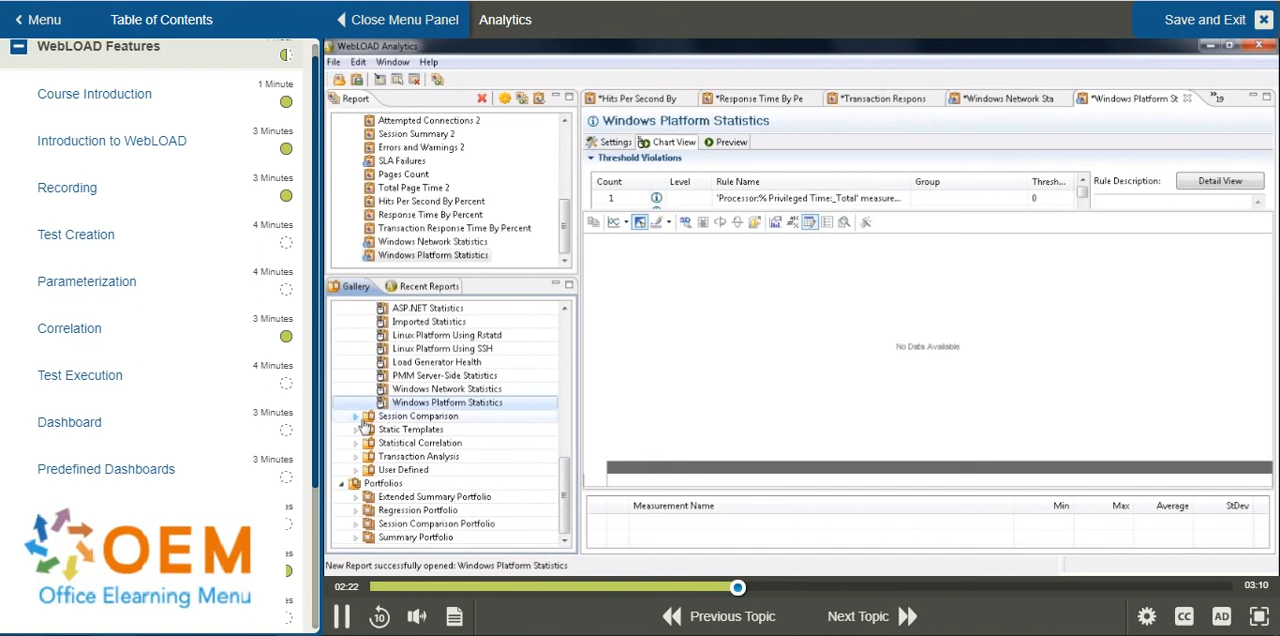 Menu
Table of Contents
Close Menu Panel
Analytics
Save and Exit
WebLOAD Features
1 Minute
Course Introduction
3 Minutes
Introduction to WebLOAD
3 Minutes
Recording
4 Minutes
Test Creation
4 Minutes
Parameterization
3 Minutes
Correlation
4 Minutes
Test Execution
3 Minutes
Dashboard
3 Minutes
Predefined Dashboards
OEM
Office Elearning Menu
WebLOAD Analytics
File Edit Window Help
Report
Attempted Connections 2
Session Summary 2
Errors and Warnings 2
SLA Failures
Pages Count
Total Page Time 2
Hits Per Second By Percent
Response Time By Percent
Transaction Response Time By Percent
Windows Network Statistics
Windows Platform Statistics
Gallery Recent Reports
ASP.NET Statistics
Imported Statistics
Linux Platform Using Rstatd
Linux Platform Using SSH
Load Generator Health
PMM Server-Side Statistics
Windows Network Statistics
Windows Platform Statistics
Session Comparison
Static Templates
Statistical Correlation
Transaction Analysis
User Defined
Portfolios
Extended Summary Portfolio
Regression Portfolio
Session Comparison Portfolio
Summary Portfolio
New Report successfully opened: Windows Platform Statistics
*Hits Per Second By *Response Time By Pe *Transaction Respons *Windows Network Sta *Windows Platform St »19
Windows Platform Statistics
Settings Chart View Preview
Threshold Violations
Count Level Rule Name Group Thresh...
1 'Processor:% Privileged Time:_Total' measure... 0
Rule Description: Detail View
No Data Available
Measurement Name Min Max Average StDev
02:22 03:10
10
Previous Topic Next Topic
CC AD